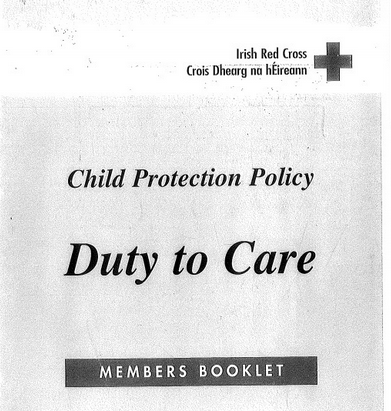 Irish Red Cross
Crois Dhearg na hÉireann
Child Protection Policy
Duty to Care
MEMBERS BOOKLET